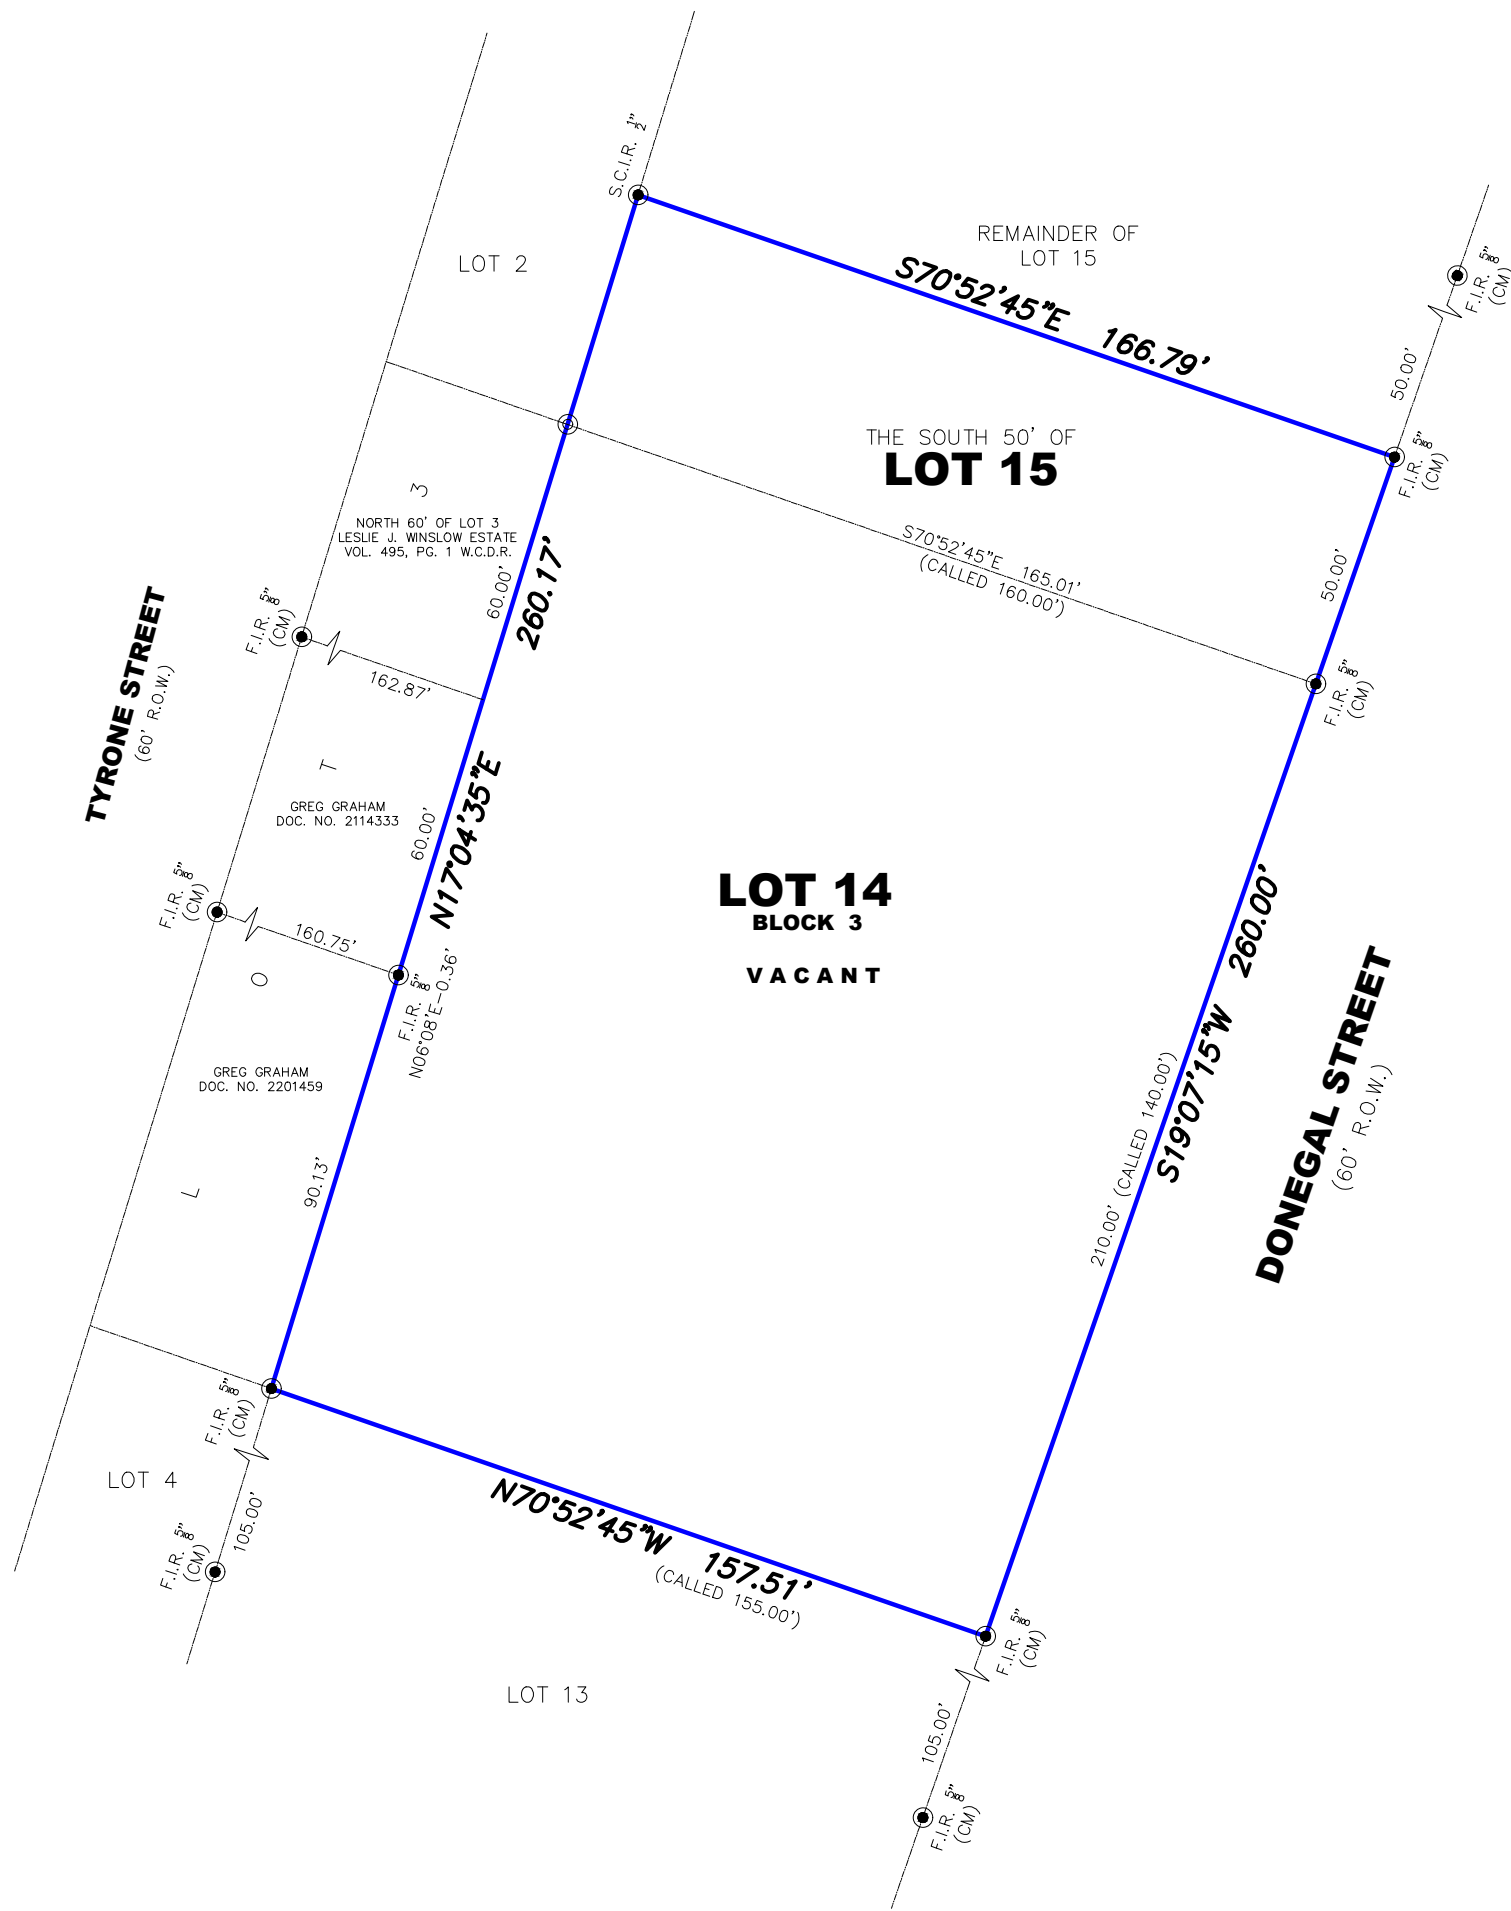 S.C.I.R. ½"
REMAINDER OF
LOT 15
LOT 2
S70°52'45"E 166.79'
F.I.R. ⅝"
(CM)
50.00'
THE SOUTH 50' OF
LOT 15
F.I.R. ⅝"
(CM)
3
NORTH 60' OF LOT 3
LESLIE J. WINSLOW ESTATE
VOL. 495, PG. 1 W.C.D.R.
60.00'
260.17'
S70°52'45"E 165.01'
(CALLED 160.00')
50.00'
F.I.R. ⅝"
(CM)
F.I.R. ⅝"
(CM)
162.87'
TYRONE STREET
(60' R.O.W.)
T
GREG GRAHAM
DOC. NO. 2114333
60.00'
N17°04'35"E
LOT 14
BLOCK 3
VACANT
F.I.R. ⅝"
(CM)
160.75'
O
F.I.R. ⅝"
N06°08'E-0.36'
S19°07'15"W 260.00'
210.00' (CALLED 140.00')
DONEGAL STREET
(60' R.O.W.)
GREG GRAHAM
DOC. NO. 2201459
90.13'
L
F.I.R. ⅝"
(CM)
LOT 4
105.00'
F.I.R. ⅝"
(CM)
N70°52'45"W 157.51'
(CALLED 155.00')
F.I.R. ⅝"
(CM)
LOT 13
105.00'
F.I.R. ⅝"
(CM)